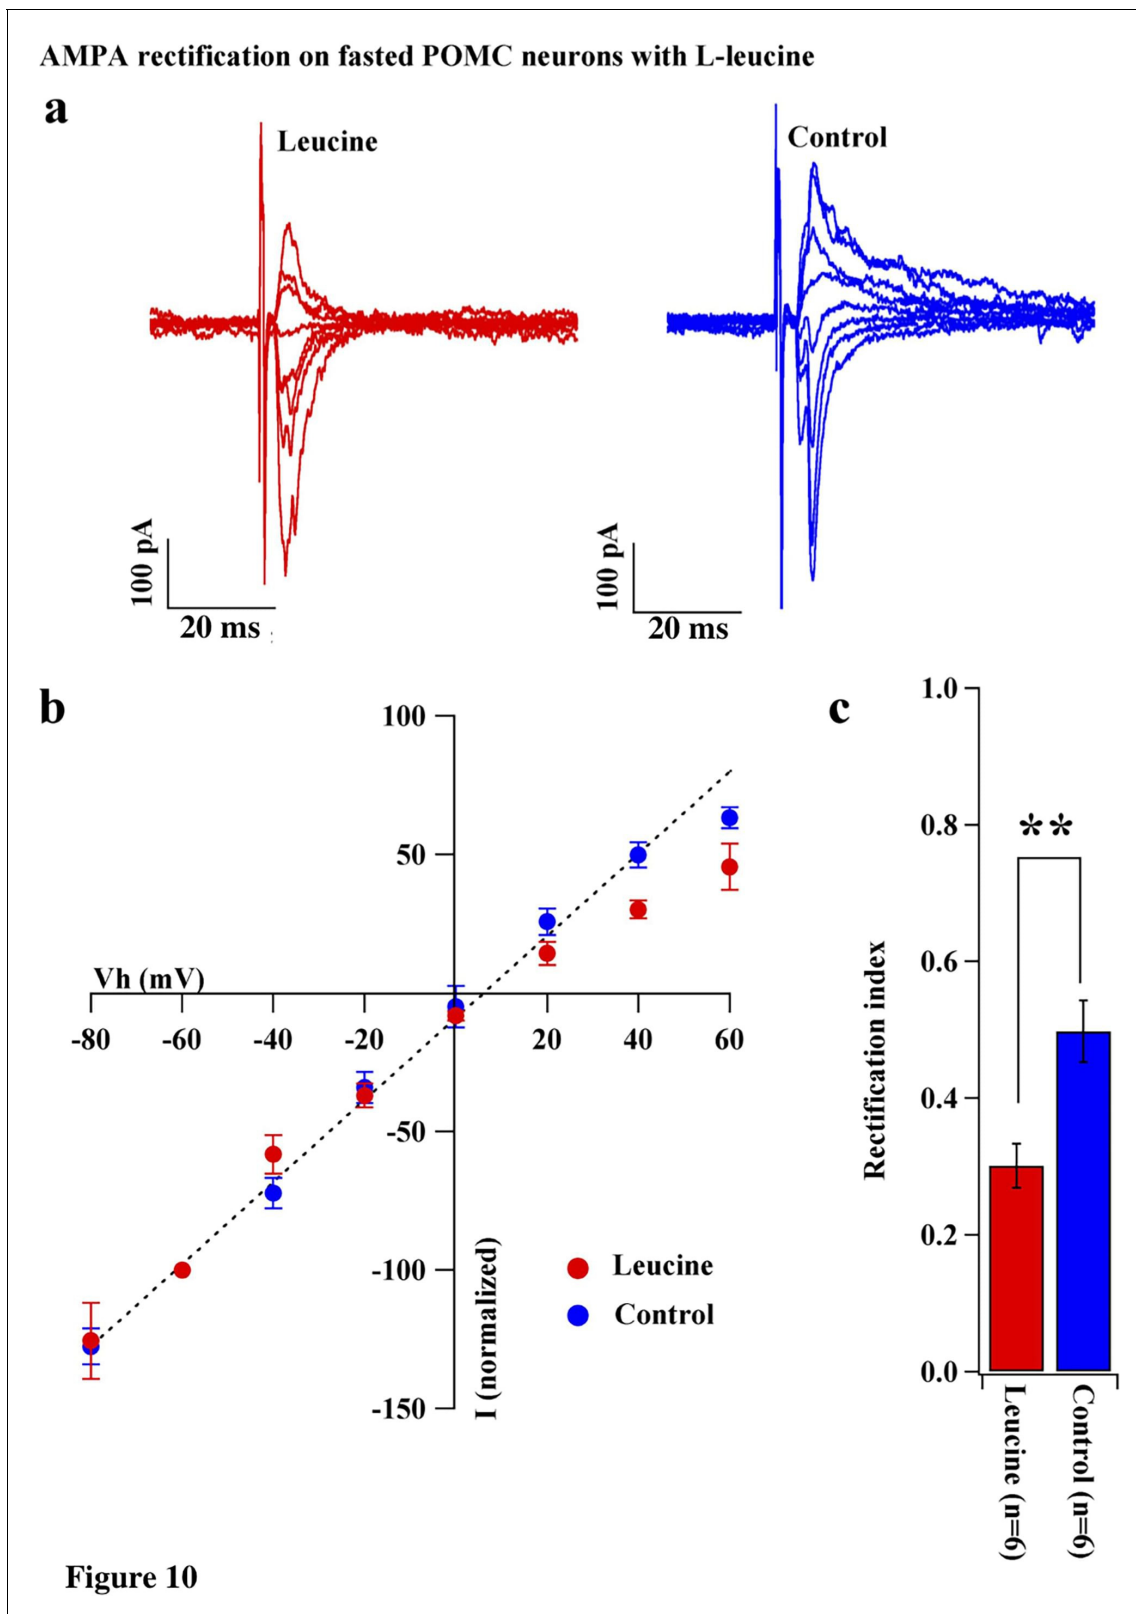 AMPA rectification on fasted POMC neurons with L-leucine
a
Leucine
Control
100 pA
20 ms
100 pA
20 ms
b
100
50
Vh (mV)
-80 -60 -40 -20 20 40 60
-50
-100
-150
I (normalized)
Leucine
Control
c
1.0
0.8
0.6
0.4
0.2
0.0
Rectification index
**
Leucine (n=6)
Control (n=6)
Figure 10